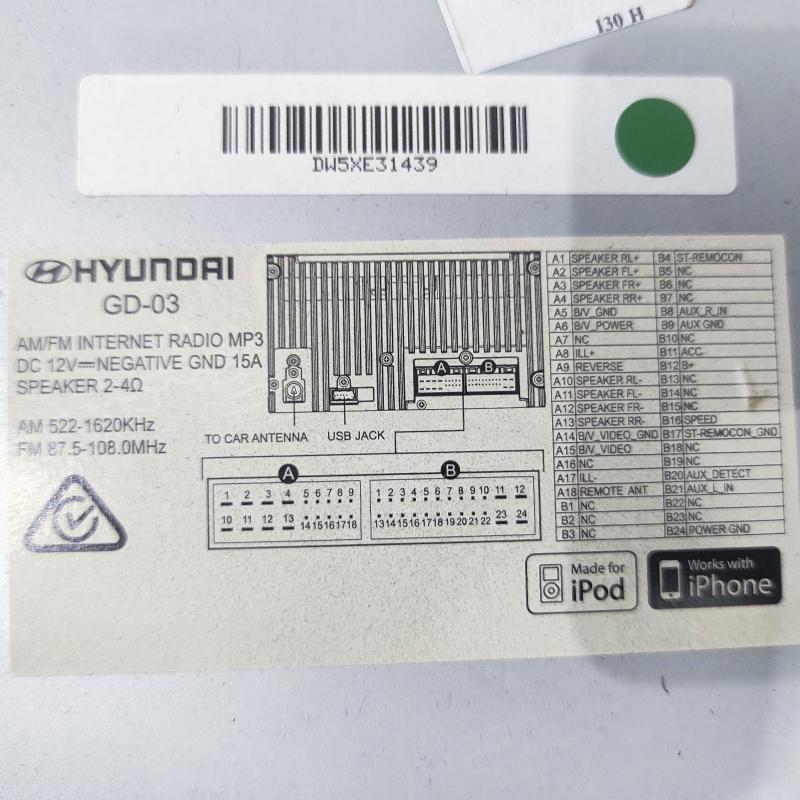 I30 H
DW5XE31439
HYUNDAI
GD-03
AM/FM INTERNET RADIO MP3
DC 12V⎓NEGATIVE GND 15A
SPEAKER 2-4Ω
AM 522-1620KHz
FM 87.5-108.0MHz
A B
TO CAR ANTENNA USB JACK
A B
1 2 3 4 5 6 7 8 9 1 2 3 4 5 6 7 8 9 10 11 12
10 11 12 13 14 15 16 17 18 13 14 15 16 17 18 19 20 21 22 23 24
A1 SPEAKER RL+ B4 ST-REMOCON
A2 SPEAKER FL+ B5 NC
A3 SPEAKER FR+ B6 NC
A4 SPEAKER RR+ B7 NC
A5 B/V_GND B8 AUX_R_IN
A6 B/V_POWER B9 AUX GND
A7 NC B10 NC
A8 ILL+ B11 ACC
A9 REVERSE B12 B+
A10 SPEAKER RL- B13 NC
A11 SPEAKER FL- B14 NC
A12 SPEAKER FR- B15 NC
A13 SPEAKER RR- B16 SPEED
A14 B/V_VIDEO_GND B17 ST-REMOCON_GND
A15 B/V_VIDEO B18 NC
A16 NC B19 NC
A17 ILL- B20 AUX_DETECT
A18 REMOTE ANT B21 AUX_L_IN
B1 NC B22 NC
B2 NC B23 NC
B3 NC B24 POWER GND
Made for
iPod
Works with
iPhone